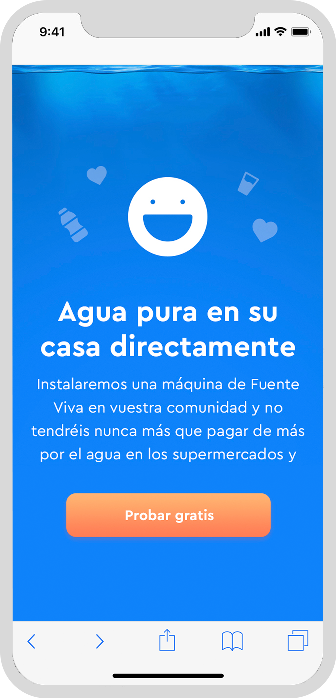 9:41
Agua pura en su
casa directamente
Instalaremos una máquina de Fuente
Viva en vuestra comunidad y no
tendréis nunca más que pagar de más
por el agua en los supermercados y
Probar gratis